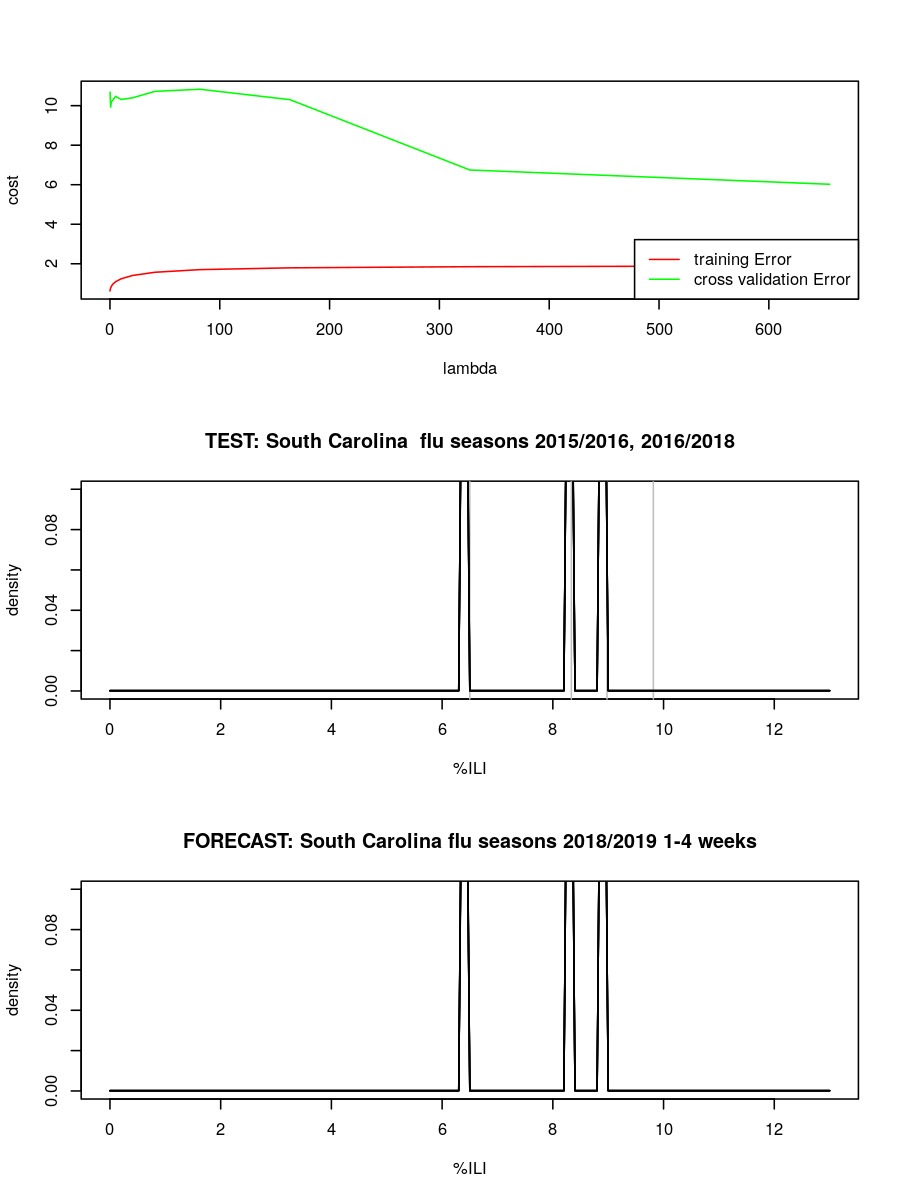 10
8
6
4
2
cost
training Error
cross validation Error
0 100 200 300 400 500 600
lambda
TEST: South Carolina  flu seasons 2015/2016, 2016/2018
0.08
0.04
0.00
density
0 2 4 6 8 10 12
%ILI
FORECAST: South Carolina flu seasons 2018/2019 1-4 weeks
0.08
0.04
0.00
density
0 2 4 6 8 10 12
%ILI